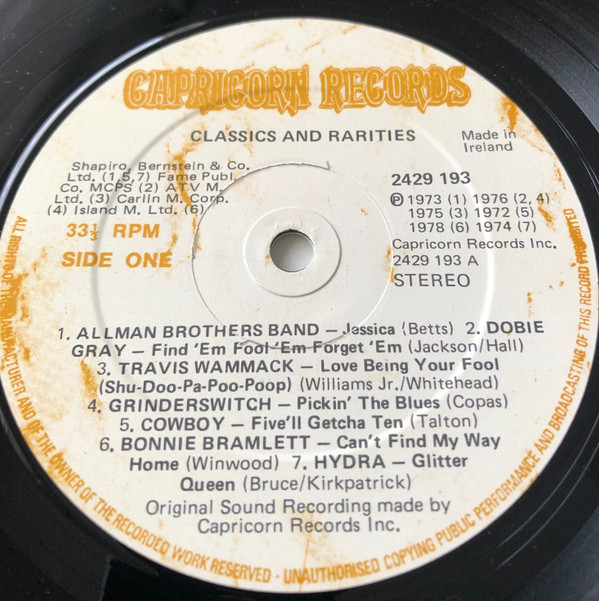 CAPRICORN RECORDS
CLASSICS AND RARITIES
Made in
Ireland
Shapiro, Bernstein & Co.
Ltd. (1,5,7) Fame Publ.
Co. MCPS (2) ATV M.
Ltd. (3) Carlin M. Corp.
(4) Island M. Ltd. (6)
33⅓ RPM
SIDE ONE
2429 193
Ⓟ 1973 (1) 1976 (2, 4)
1975 (3) 1972 (5)
1978 (6) 1974 (7)
Capricorn Records Inc.
2429 193 A
STEREO
1. ALLMAN BROTHERS BAND – Jessica (Betts) 2. DOBIE
GRAY – Find 'Em Fool 'Em Forget 'Em (Jackson/Hall)
3. TRAVIS WAMMACK – Love Being Your Fool
(Shu-Doo-Pa-Poo-Poop) (Williams Jr./Whitehead)
4. GRINDERSWITCH – Pickin' The Blues (Copas)
5. COWBOY – Five'll Getcha Ten (Talton)
6. BONNIE BRAMLETT – Can't Find My Way
Home (Winwood) 7. HYDRA – Glitter
Queen (Bruce/Kirkpatrick)
Original Sound Recording made by
Capricorn Records Inc.
ALL RIGHTS OF THE MANUFACTURER AND OF THE OWNER OF THE RECORDED WORK RESERVED · UNAUTHORISED COPYING PUBLIC PERFORMANCE AND BROADCASTING OF THIS RECORD PROHIBITED